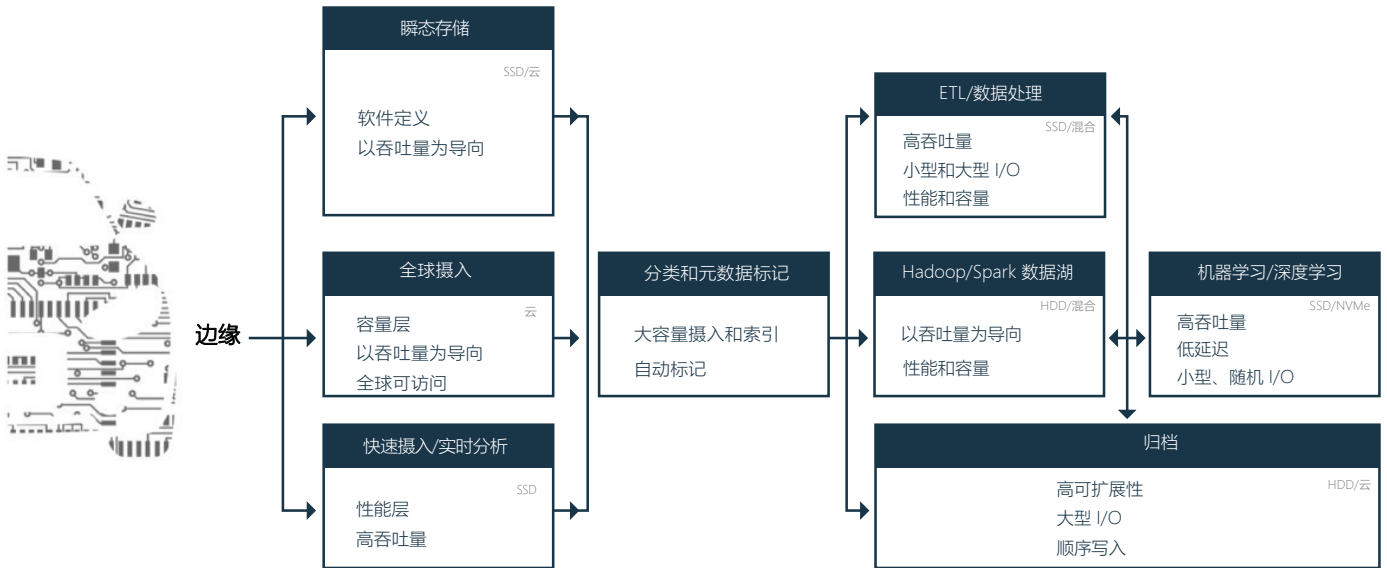 边缘
瞬态存储
SSD/云
软件定义
以吞吐量为导向
全球摄入
云
容量层
以吞吐量为导向
全球可访问
快速摄入/实时分析
SSD
性能层
高吞吐量
分类和元数据标记
大容量摄入和索引
自动标记
ETL/数据处理
SSD/混合
高吞吐量
小型和大型 I/O
性能和容量
Hadoop/Spark 数据湖
HDD/混合
以吞吐量为导向
性能和容量
机器学习/深度学习
SSD/NVMe
高吞吐量
低延迟
小型、随机 I/O
归档
HDD/云
高可扩展性
大型 I/O
顺序写入